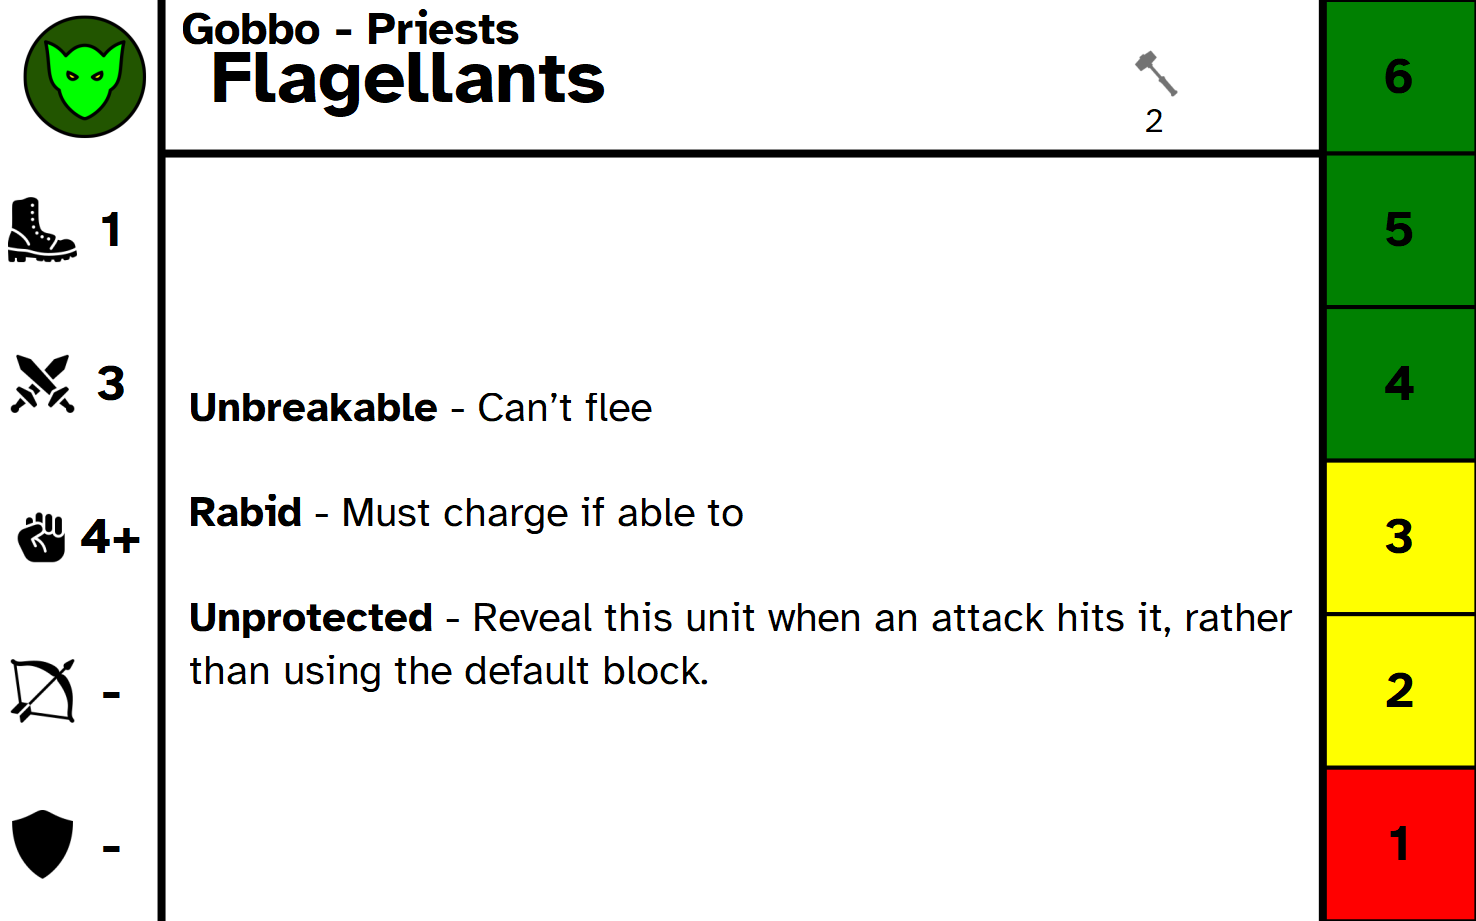 Gobbo - Priests
Flagellants
2
1
3
4+
-
-
Unbreakable - Can’t flee
Rabid - Must charge if able to
Unprotected - Reveal this unit when an attack hits it, rather
than using the default block.
6
5
4
3
2
1